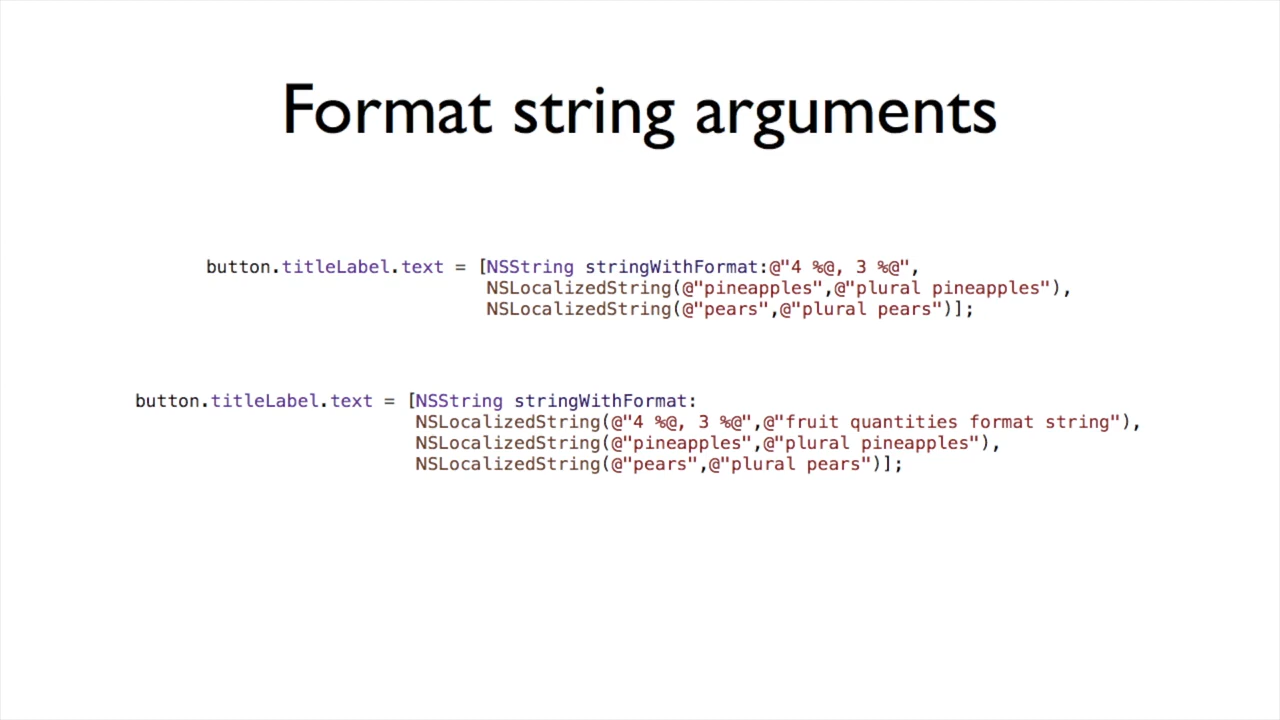 Format string arguments
button.titleLabel.text = [NSString stringWithFormat:@"4 %@, 3 %@",
NSLocalizedString(@"pineapples",@"plural pineapples"),
NSLocalizedString(@"pears",@"plural pears")];
button.titleLabel.text = [NSString stringWithFormat:
NSLocalizedString(@"4 %@, 3 %@",@"fruit quantities format string"),
NSLocalizedString(@"pineapples",@"plural pineapples"),
NSLocalizedString(@"pears",@"plural pears")];